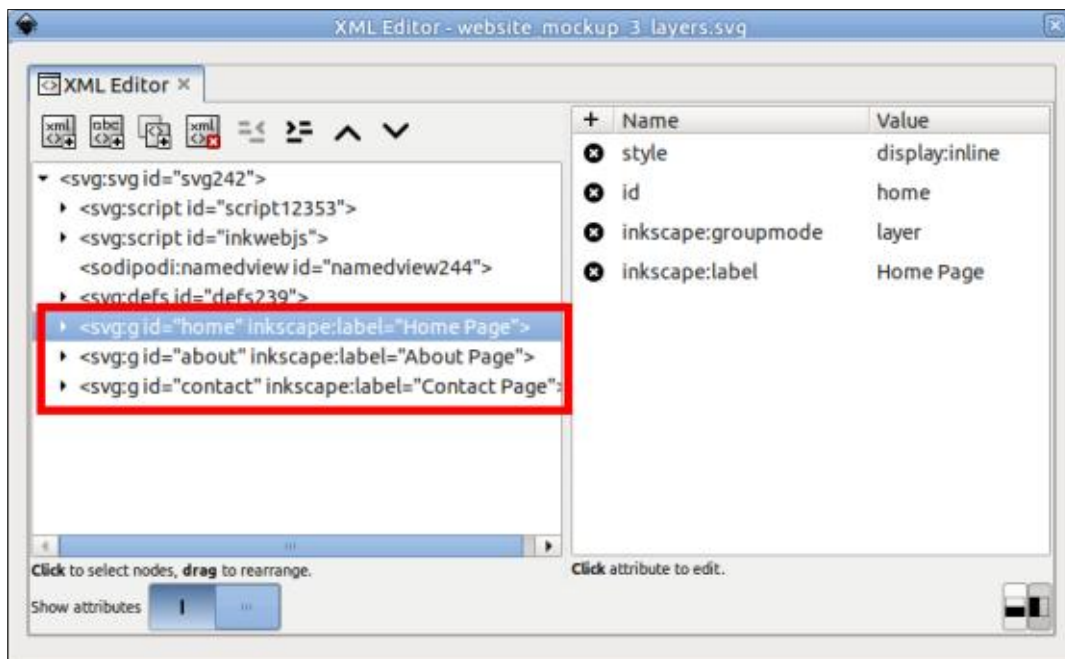 XML Editor - website_mockup_3_layers.svg
XML Editor ×
<svg:svg id="svg242">
<svg:script id="script12353">
<svg:script id="inkwebjs">
<sodipodi:namedview id="namedview244">
<svg:defs id="defs239">
<svg:g id="home" inkscape:label="Home Page">
<svg:g id="about" inkscape:label="About Page">
<svg:g id="contact" inkscape:label="Contact Page">
Click to select nodes, drag to rearrange.
Show attributes
+ Name Value
style display:inline
id home
inkscape:groupmode layer
inkscape:label Home Page
Click attribute to edit.